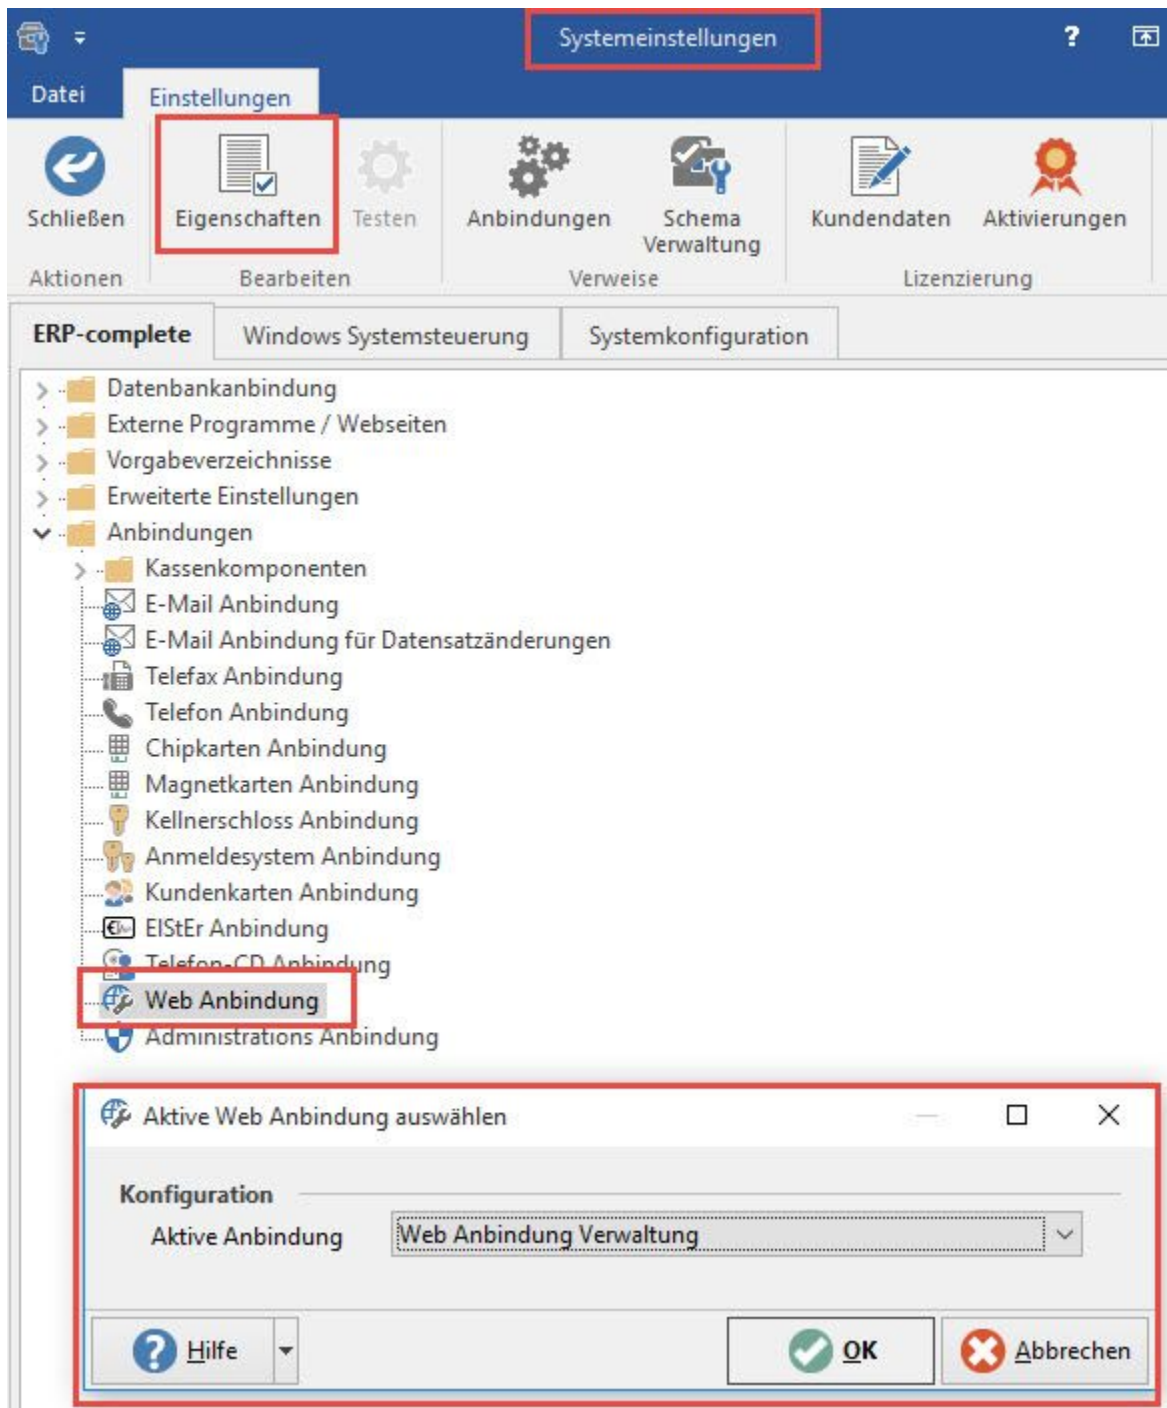 Systemeinstellungen
?
Datei Einstellungen
Schließen Eigenschaften Testen Anbindungen Schema Verwaltung Kundendaten Aktivierungen
Aktionen Bearbeiten Verweise Lizenzierung
ERP-complete Windows Systemsteuerung Systemkonfiguration
Datenbankanbindung
Externe Programme / Webseiten
Vorgabeverzeichnisse
Erweiterte Einstellungen
Anbindungen
Kassenkomponenten
E-Mail Anbindung
E-Mail Anbindung für Datensatzänderungen
Telefax Anbindung
Telefon Anbindung
Chipkarten Anbindung
Magnetkarten Anbindung
Kellnerschloss Anbindung
Anmeldesystem Anbindung
Kundenkarten Anbindung
ElStEr Anbindung
Telefon-CD Anbindung
Web Anbindung
Administrations Anbindung
Aktive Web Anbindung auswählen
Konfiguration
Aktive Anbindung Web Anbindung Verwaltung
? Hilfe OK Abbrechen